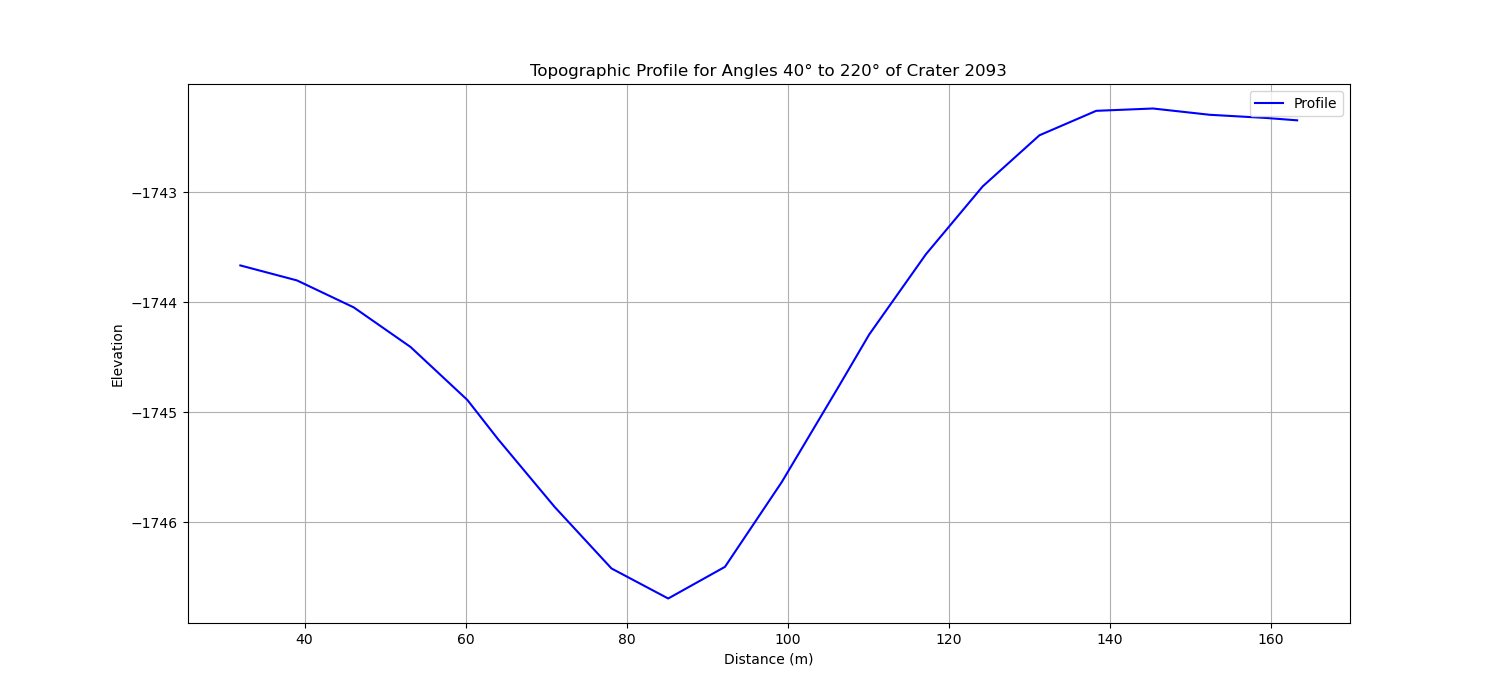 Topographic Profile for Angles 40° to 220° of Crater 2093
Profile
−1743
−1744
−1745
−1746
Elevation
40 60 80 100 120 140 160
Distance (m)